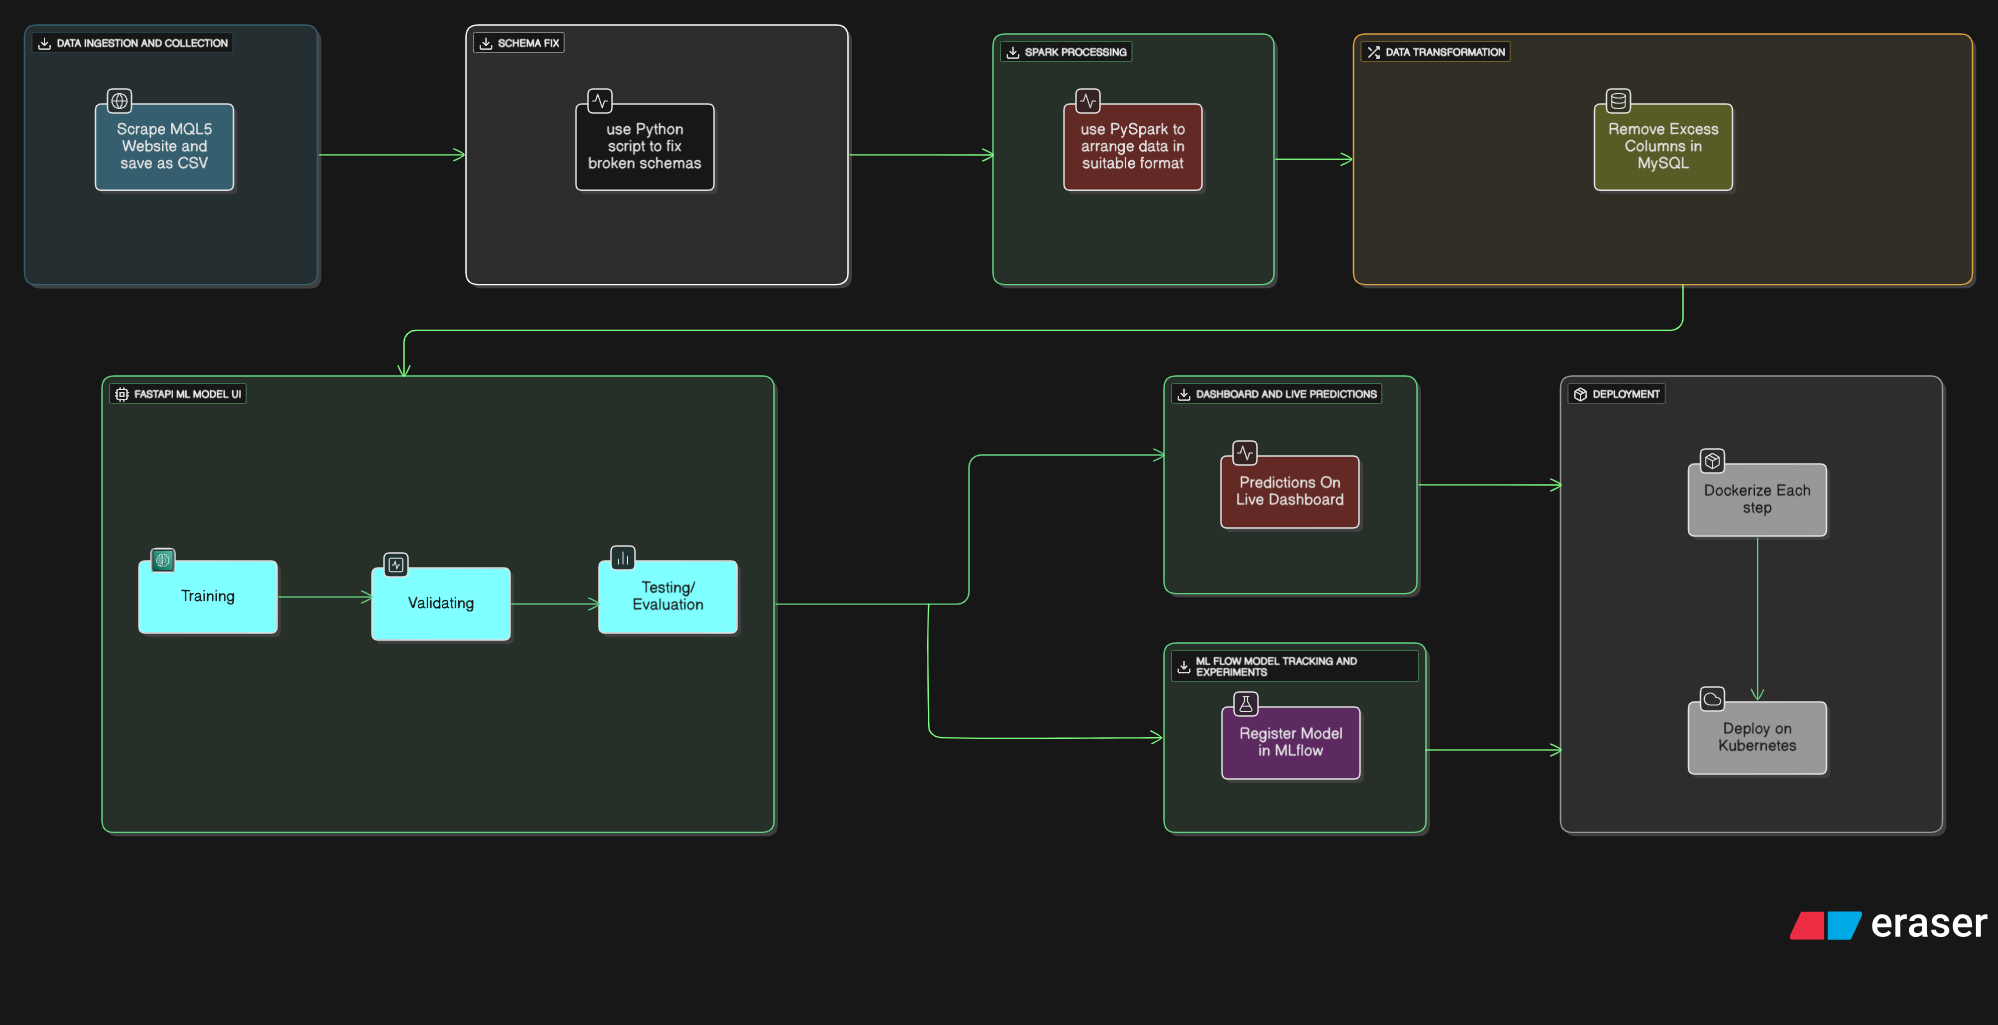 DATA INGESTION AND COLLECTION
Scrape MQL5
Website and
save as CSV
SCHEMA FIX
use Python
script to fix
broken schemas
SPARK PROCESSING
use PySpark to
arrange data in
suitable format
DATA TRANSFORMATION
Remove Excess
Columns in
MySQL
FASTAPI ML MODEL UI
Training
Validating
Testing/
Evaluation
DASHBOARD AND LIVE PREDICTIONS
Predictions On
Live Dashboard
ML FLOW MODEL TRACKING AND
EXPERIMENTS
Register Model
in MLflow
DEPLOYMENT
Dockerize Each
step
Deploy on
Kubernetes
eraser